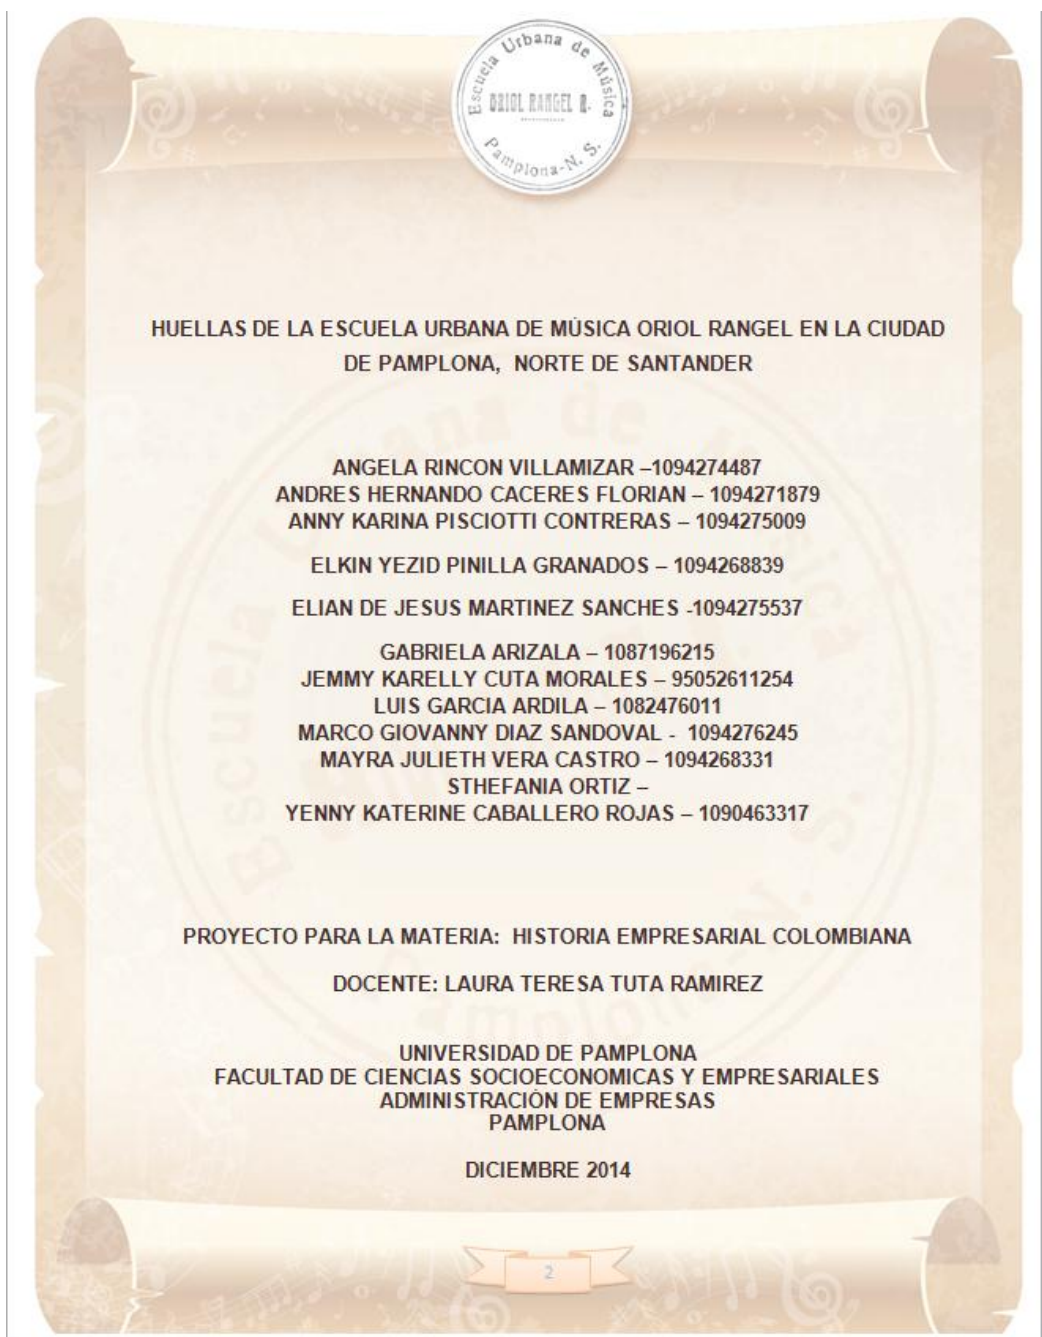 Escuela Urbana de Música
ORIOL RANGEL R.
Pamplona-N. S.
HUELLAS DE LA ESCUELA URBANA DE MÚSICA ORIOL RANGEL EN LA CIUDAD
DE PAMPLONA, NORTE DE SANTANDER
ANGELA RINCON VILLAMIZAR –1094274487
ANDRES HERNANDO CACERES FLORIAN – 1094271879
ANNY KARINA PISCIOTTI CONTRERAS – 1094275009
ELKIN YEZID PINILLA GRANADOS – 1094268839
ELIAN DE JESUS MARTINEZ SANCHES -1094275537
GABRIELA ARIZALA – 1087196215
JEMMY KARELLY CUTA MORALES – 95052611254
LUIS GARCIA ARDILA – 1082476011
MARCO GIOVANNY DIAZ SANDOVAL - 1094276245
MAYRA JULIETH VERA CASTRO – 1094268331
STHEFANIA ORTIZ –
YENNY KATERINE CABALLERO ROJAS – 1090463317
PROYECTO PARA LA MATERIA: HISTORIA EMPRESARIAL COLOMBIANA
DOCENTE: LAURA TERESA TUTA RAMIREZ
UNIVERSIDAD DE PAMPLONA
FACULTAD DE CIENCIAS SOCIOECONOMICAS Y EMPRESARIALES
ADMINISTRACIÓN DE EMPRESAS
PAMPLONA
DICIEMBRE 2014
2